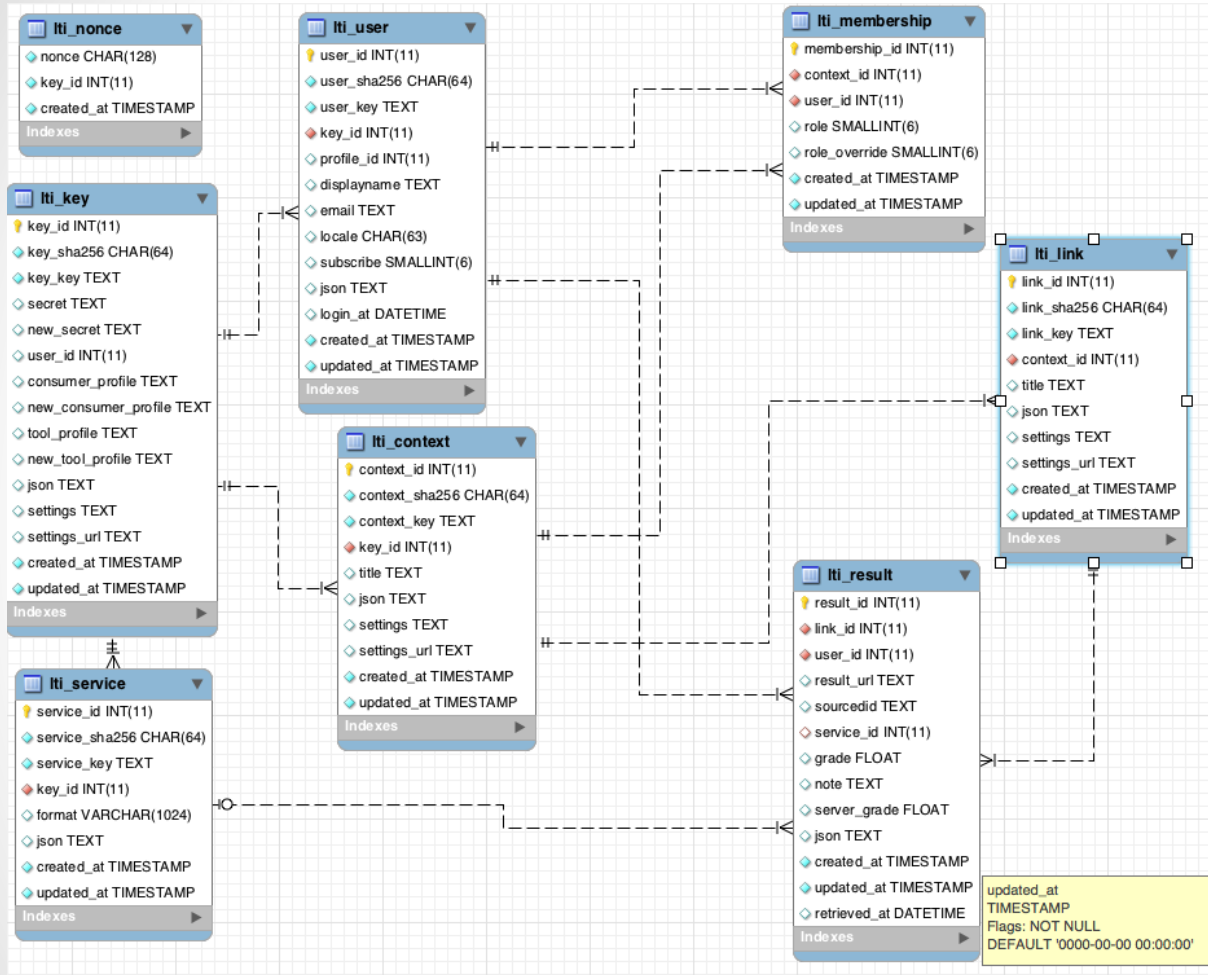 lti_nonce
nonce CHAR(128)
key_id INT(11)
created_at TIMESTAMP
Indexes
lti_user
user_id INT(11)
user_sha256 CHAR(64)
user_key TEXT
key_id INT(11)
profile_id INT(11)
displayname TEXT
email TEXT
locale CHAR(63)
subscribe SMALLINT(6)
json TEXT
login_at DATETIME
created_at TIMESTAMP
updated_at TIMESTAMP
Indexes
lti_membership
membership_id INT(11)
context_id INT(11)
user_id INT(11)
role SMALLINT(6)
role_override SMALLINT(6)
created_at TIMESTAMP
updated_at TIMESTAMP
Indexes
lti_key
key_id INT(11)
key_sha256 CHAR(64)
key_key TEXT
secret TEXT
new_secret TEXT
user_id INT(11)
consumer_profile TEXT
new_consumer_profile TEXT
tool_profile TEXT
new_tool_profile TEXT
json TEXT
settings TEXT
settings_url TEXT
created_at TIMESTAMP
updated_at TIMESTAMP
Indexes
lti_link
link_id INT(11)
link_sha256 CHAR(64)
link_key TEXT
context_id INT(11)
title TEXT
json TEXT
settings TEXT
settings_url TEXT
created_at TIMESTAMP
updated_at TIMESTAMP
Indexes
lti_context
context_id INT(11)
context_sha256 CHAR(64)
context_key TEXT
key_id INT(11)
title TEXT
json TEXT
settings TEXT
settings_url TEXT
created_at TIMESTAMP
updated_at TIMESTAMP
Indexes
lti_service
service_id INT(11)
service_sha256 CHAR(64)
service_key TEXT
key_id INT(11)
format VARCHAR(1024)
json TEXT
created_at TIMESTAMP
updated_at TIMESTAMP
Indexes
lti_result
result_id INT(11)
link_id INT(11)
user_id INT(11)
result_url TEXT
sourcedid TEXT
service_id INT(11)
grade FLOAT
note TEXT
server_grade FLOAT
json TEXT
created_at TIMESTAMP
updated_at TIMESTAMP
retrieved_at DATETIME
Indexes
updated_at
TIMESTAMP
Flags: NOT NULL
DEFAULT '0000-00-00 00:00:00'